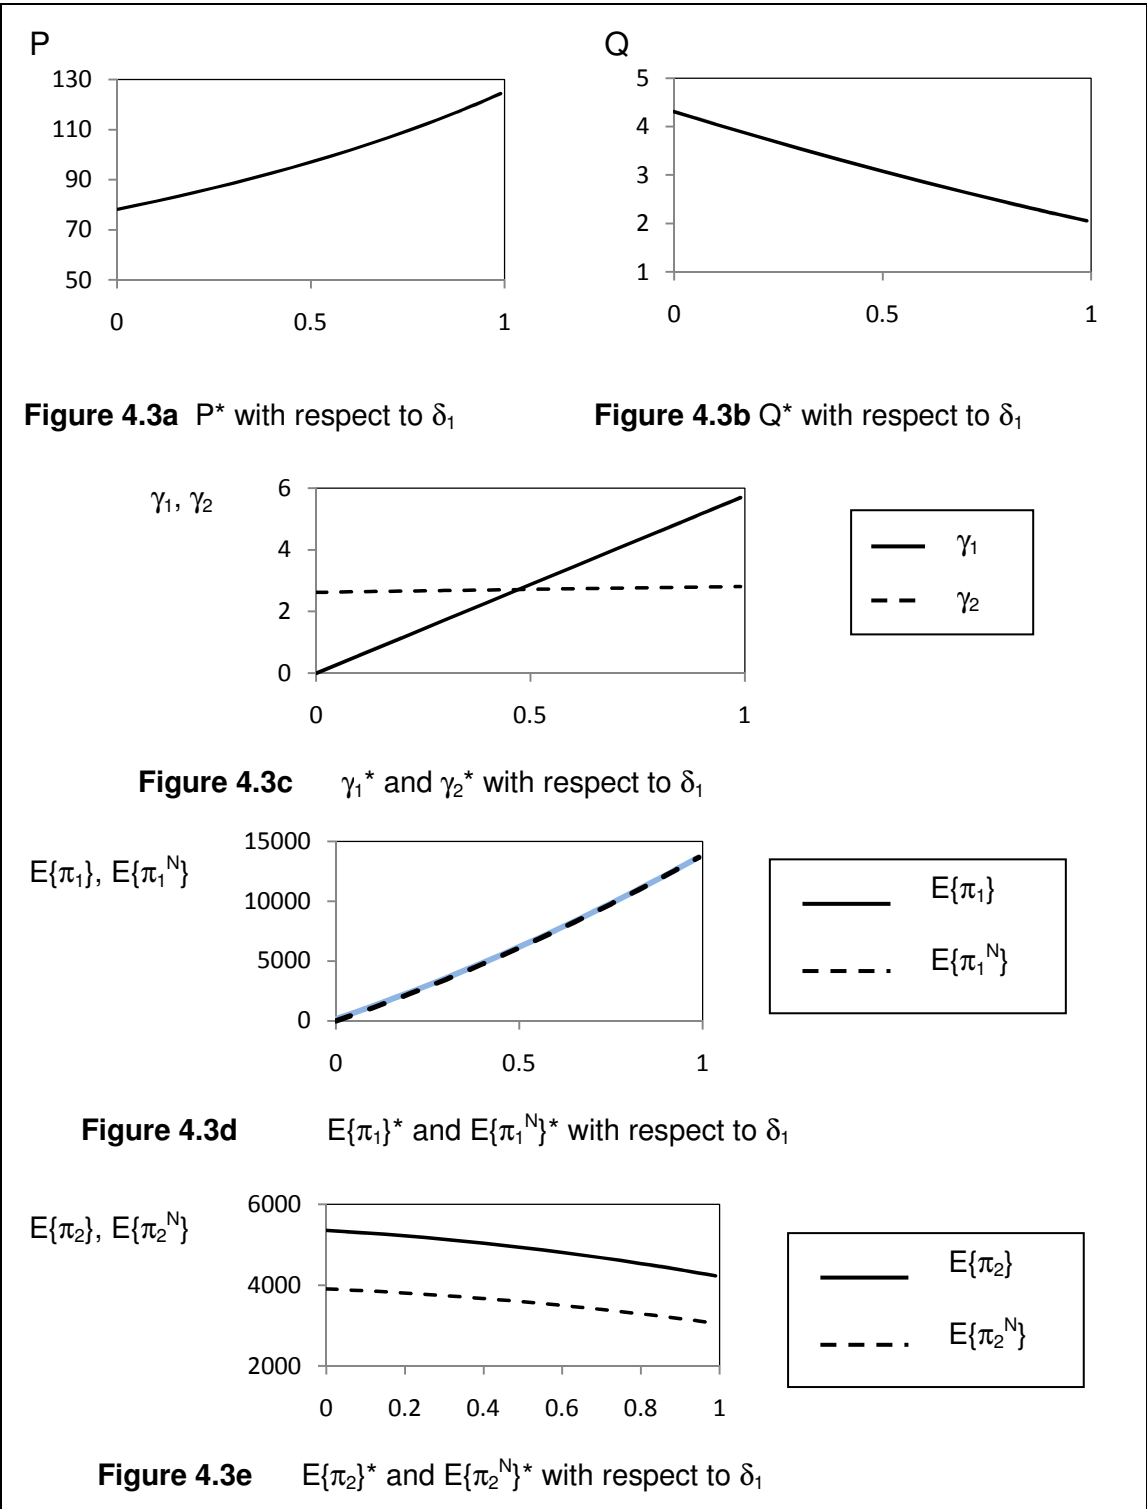 P
130
110
90
70
50
0 0.5 1
Figure 4.3a P* with respect to δ₁
Q
5
4
3
2
1
0 0.5 1
Figure 4.3b Q* with respect to δ₁
γ₁, γ₂
6
4
2
0
0 0.5 1
γ₁
γ₂
Figure 4.3c γ₁* and γ₂* with respect to δ₁
E{π₁}, E{π₁ᴺ}
15000
10000
5000
0
0 0.5 1
E{π₁}
E{π₁ᴺ}
Figure 4.3d E{π₁}* and E{π₁ᴺ}* with respect to δ₁
E{π₂}, E{π₂ᴺ}
6000
4000
2000
0 0.2 0.4 0.6 0.8 1
E{π₂}
E{π₂ᴺ}
Figure 4.3e E{π₂}* and E{π₂ᴺ}* with respect to δ₁